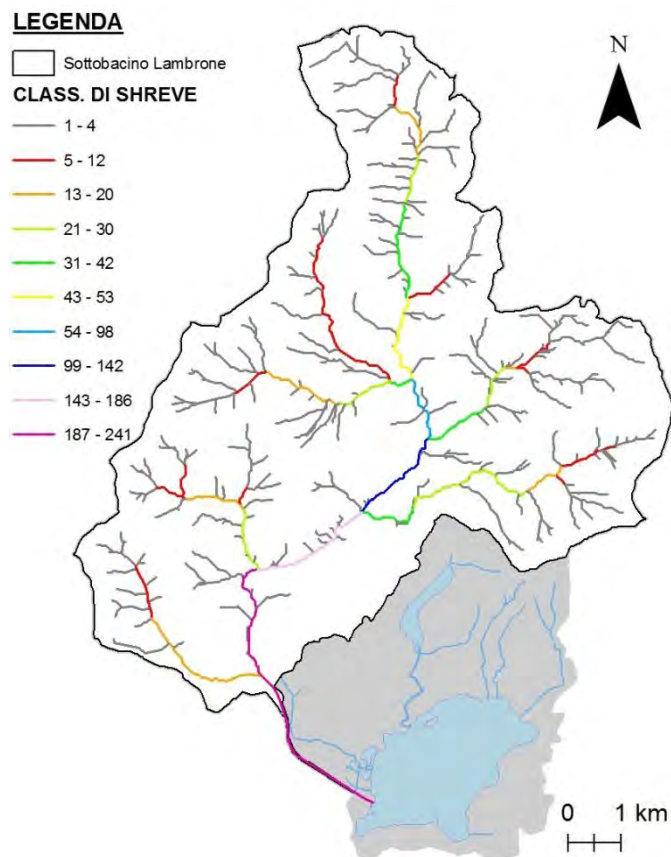 LEGENDA
Sottobacino Lambrone
CLASS. DI SHREVE
1 - 4
5 - 12
13 - 20
21 - 30
31 - 42
43 - 53
54 - 98
99 - 142
143 - 186
187 - 241
N
0 1 km